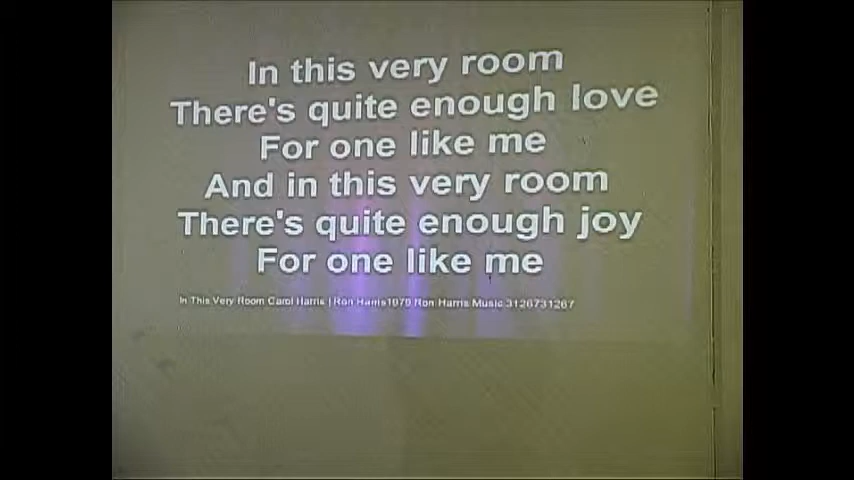 In this very room
There's quite enough love
For one like me
And in this very room
There's quite enough joy
For one like me
In This Very Room Carol Harris | Ron Harris1979 Ron Harris Music 3126731267